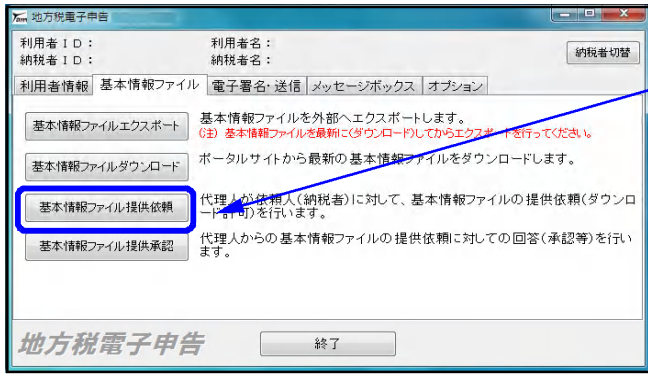 地方税電子申告
利用者ID： 利用者名：
納税者ID： 納税者名：
納税者切替
利用者情報 基本情報ファイル 電子署名・送信 メッセージボックス オプション
基本情報ファイルエクスポート
基本情報ファイルを外部へエクスポートします。
(注) 基本情報ファイルを最新に(ダウンロード)してからエクスポートを行ってください。
基本情報ファイルダウンロード
ポータルサイトから最新の基本情報ファイルをダウンロードします。
基本情報ファイル提供依頼
代理人が依頼人(納税者)に対して、基本情報ファイルの提供依頼(ダウンロ
ード許可)を行います。
基本情報ファイル提供承認
代理人からの基本情報ファイルの提供依頼に対しての回答(承認等)を行い
ます。
地方税電子申告
終了